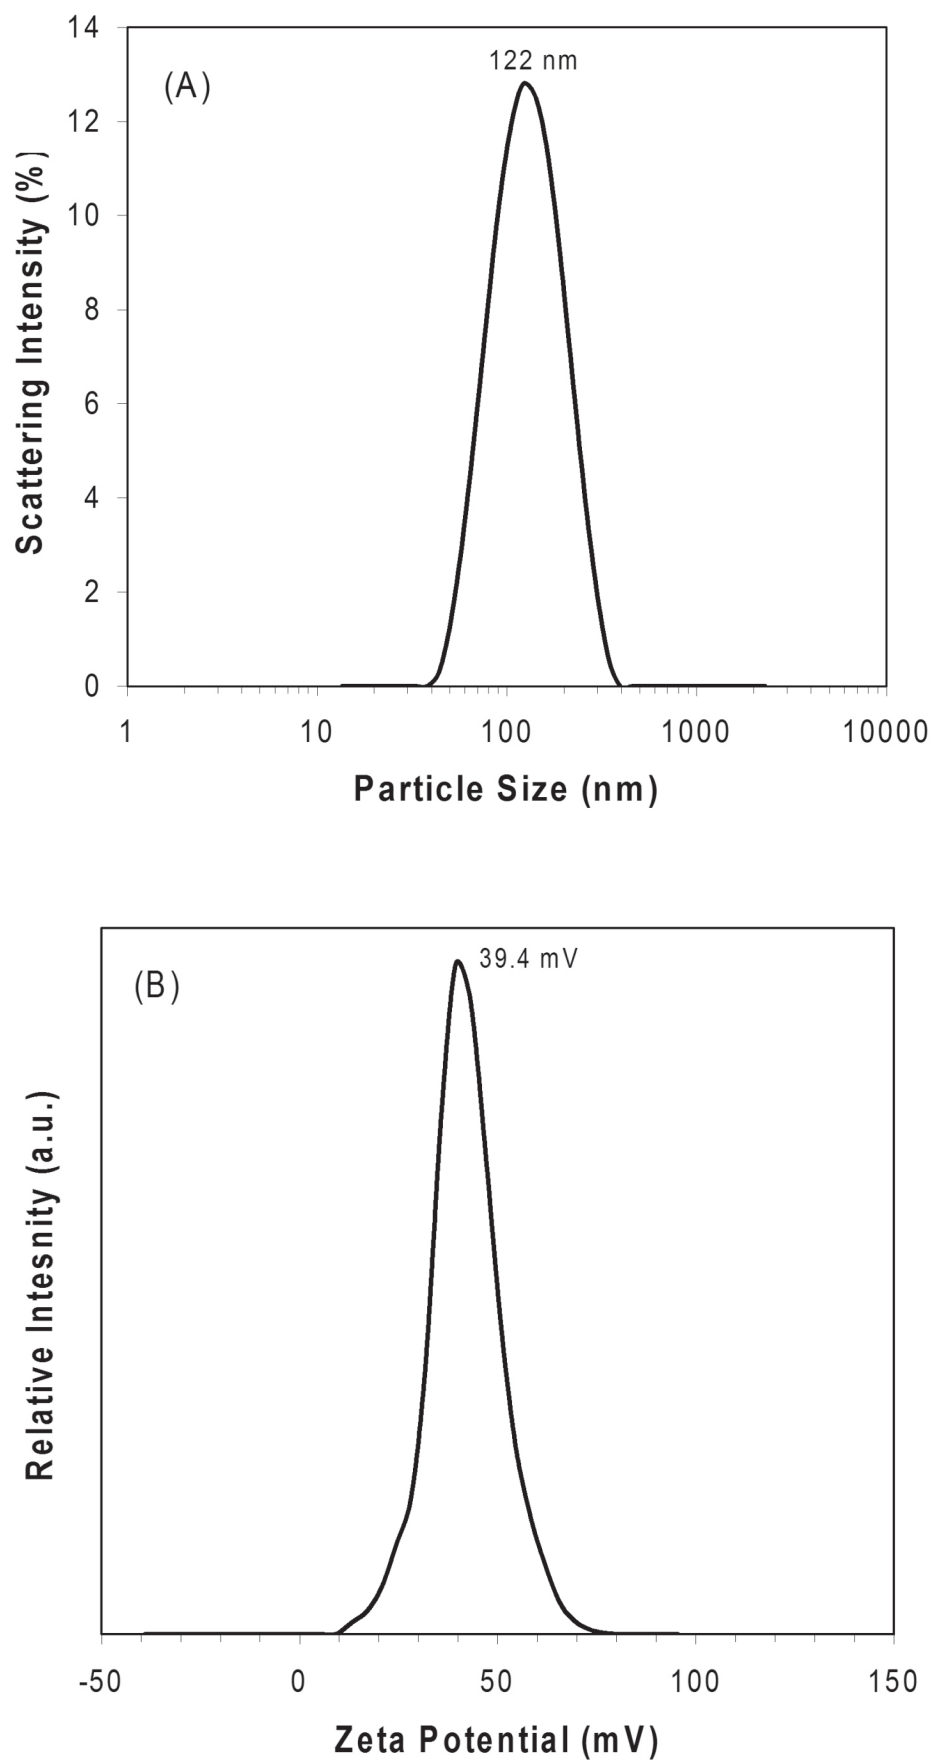 14
122 nm
(A)
12
10
8
6
4
2
0
Scattering Intensity (%)
1 10 100 1000 10000
Particle Size (nm)
39.4 mV
(B)
Relative Intesnity (a.u.)
-50 0 50 100 150
Zeta Potential (mV)